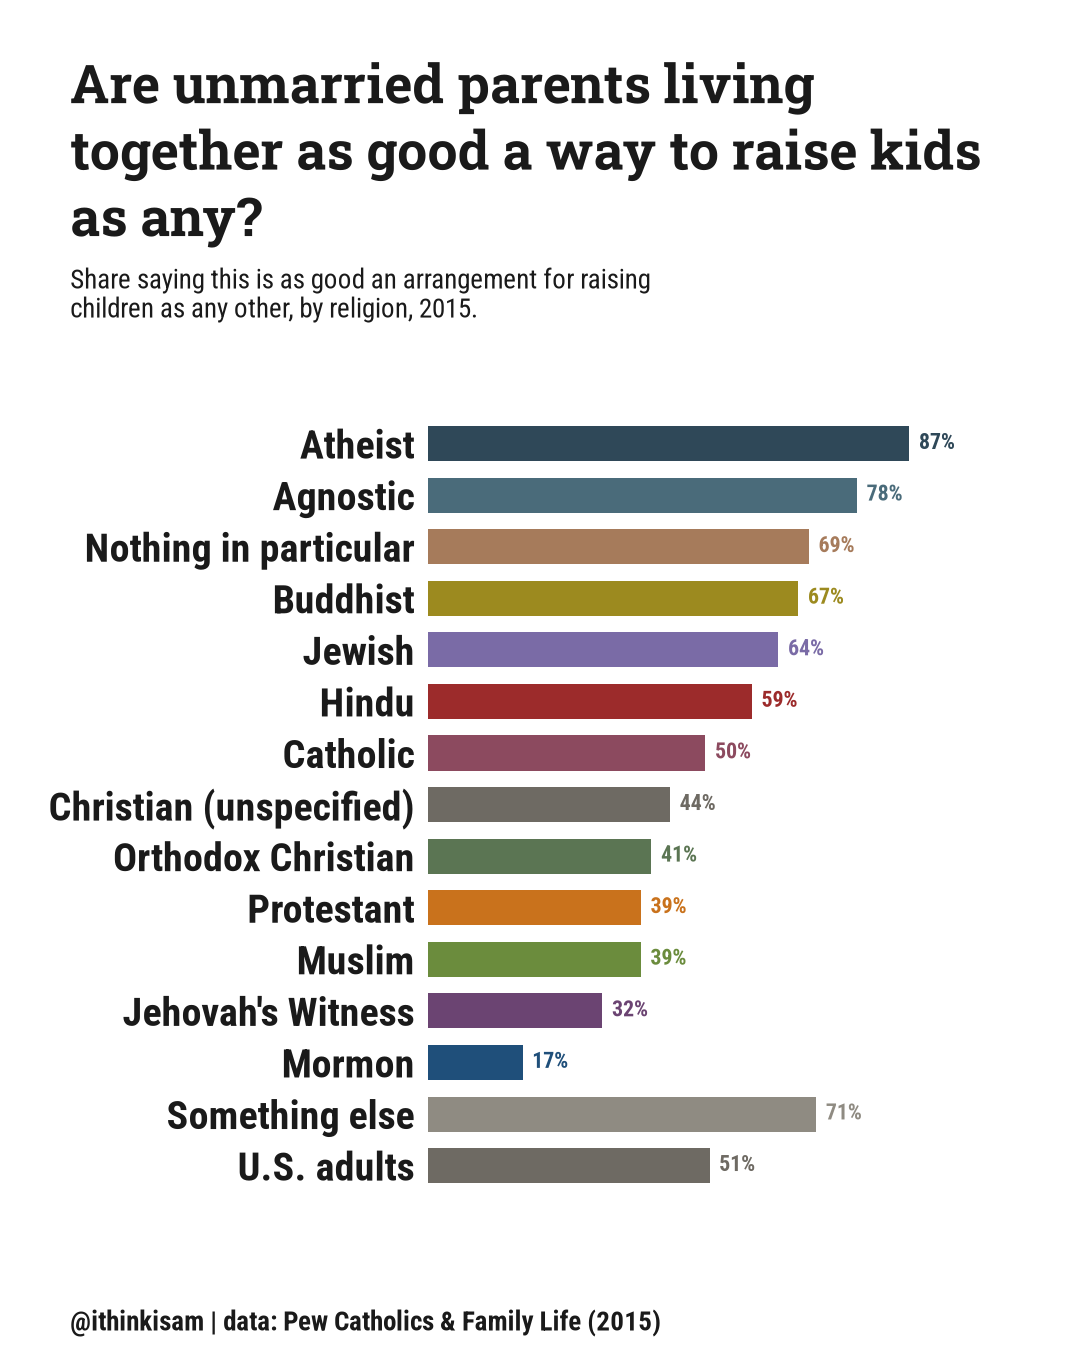 Are unmarried parents living
together as good a way to raise kids
as any?
Share saying this is as good an arrangement for raising
children as any other, by religion, 2015.
Atheist 87%
Agnostic 78%
Nothing in particular 69%
Buddhist 67%
Jewish 64%
Hindu 59%
Catholic 50%
Christian (unspecified) 44%
Orthodox Christian 41%
Protestant 39%
Muslim 39%
Jehovah's Witness 32%
Mormon 17%
Something else 71%
U.S. adults 51%
@ithinkisam | data: Pew Catholics & Family Life (2015)